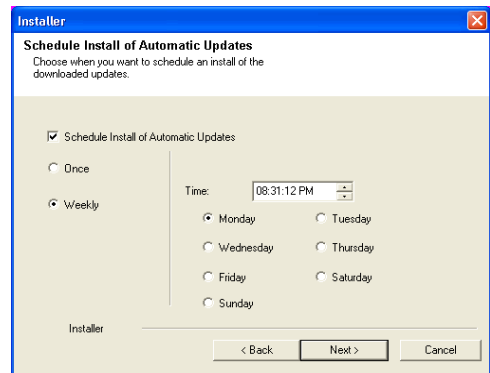 Installer
Schedule Install of Automatic Updates
Choose when you want to schedule an install of the
downloaded updates.
Schedule Install of Automatic Updates
Once
Weekly
Time: 08:31:12 PM
Monday Tuesday
Wednesday Thursday
Friday Saturday
Sunday
Installer
< Back Next > Cancel